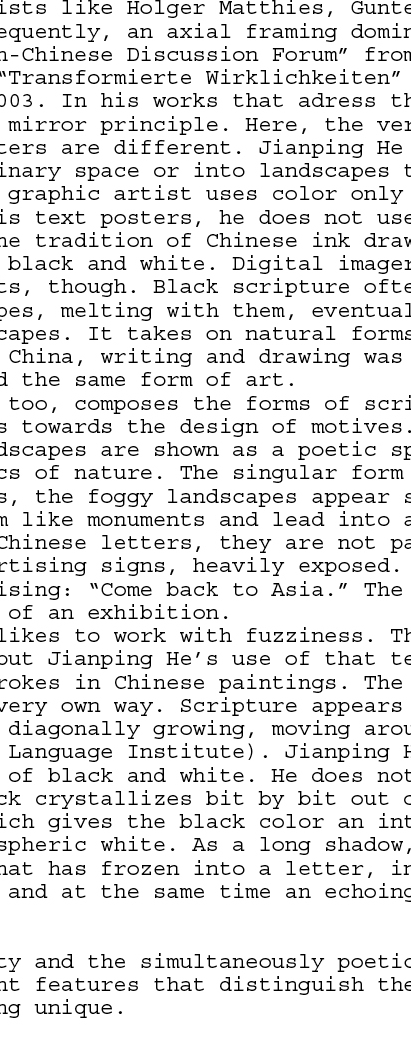 ists like Holger Matthies, Gunte
equently, an axial framing domin
n-Chinese Discussion Forum” from
“Transformierte Wirklichkeiten”
003. In his works that adress th
mirror principle. Here, the ver
ters are different. Jianping He
inary space or into landscapes t
graphic artist uses color only
is text posters, he does not use
he tradition of Chinese ink draw
black and white. Digital imager
ts, though. Black scripture ofte
pes, melting with them, eventual
capes. It takes on natural forms
China, writing and drawing was
d the same form of art.
too, composes the forms of scri
s towards the design of motives.
dscapes are shown as a poetic sp
cs of nature. The singular form
s, the foggy landscapes appear s
m like monuments and lead into a
Chinese letters, they are not pa
rtising signs, heavily exposed.
ising: “Come back to Asia.” The
of an exhibition.
likes to work with fuzziness. Th
out Jianping He’s use of that te
rokes in Chinese paintings. The
very own way. Scripture appears
diagonally growing, moving arou
Language Institute). Jianping H
of black and white. He does not
ck crystallizes bit by bit out o
ich gives the black color an int
spheric white. As a long shadow,
hat has frozen into a letter, in
and at the same time an echoing
ty and the simultaneously poetic
nt features that distinguish the
ng unique.